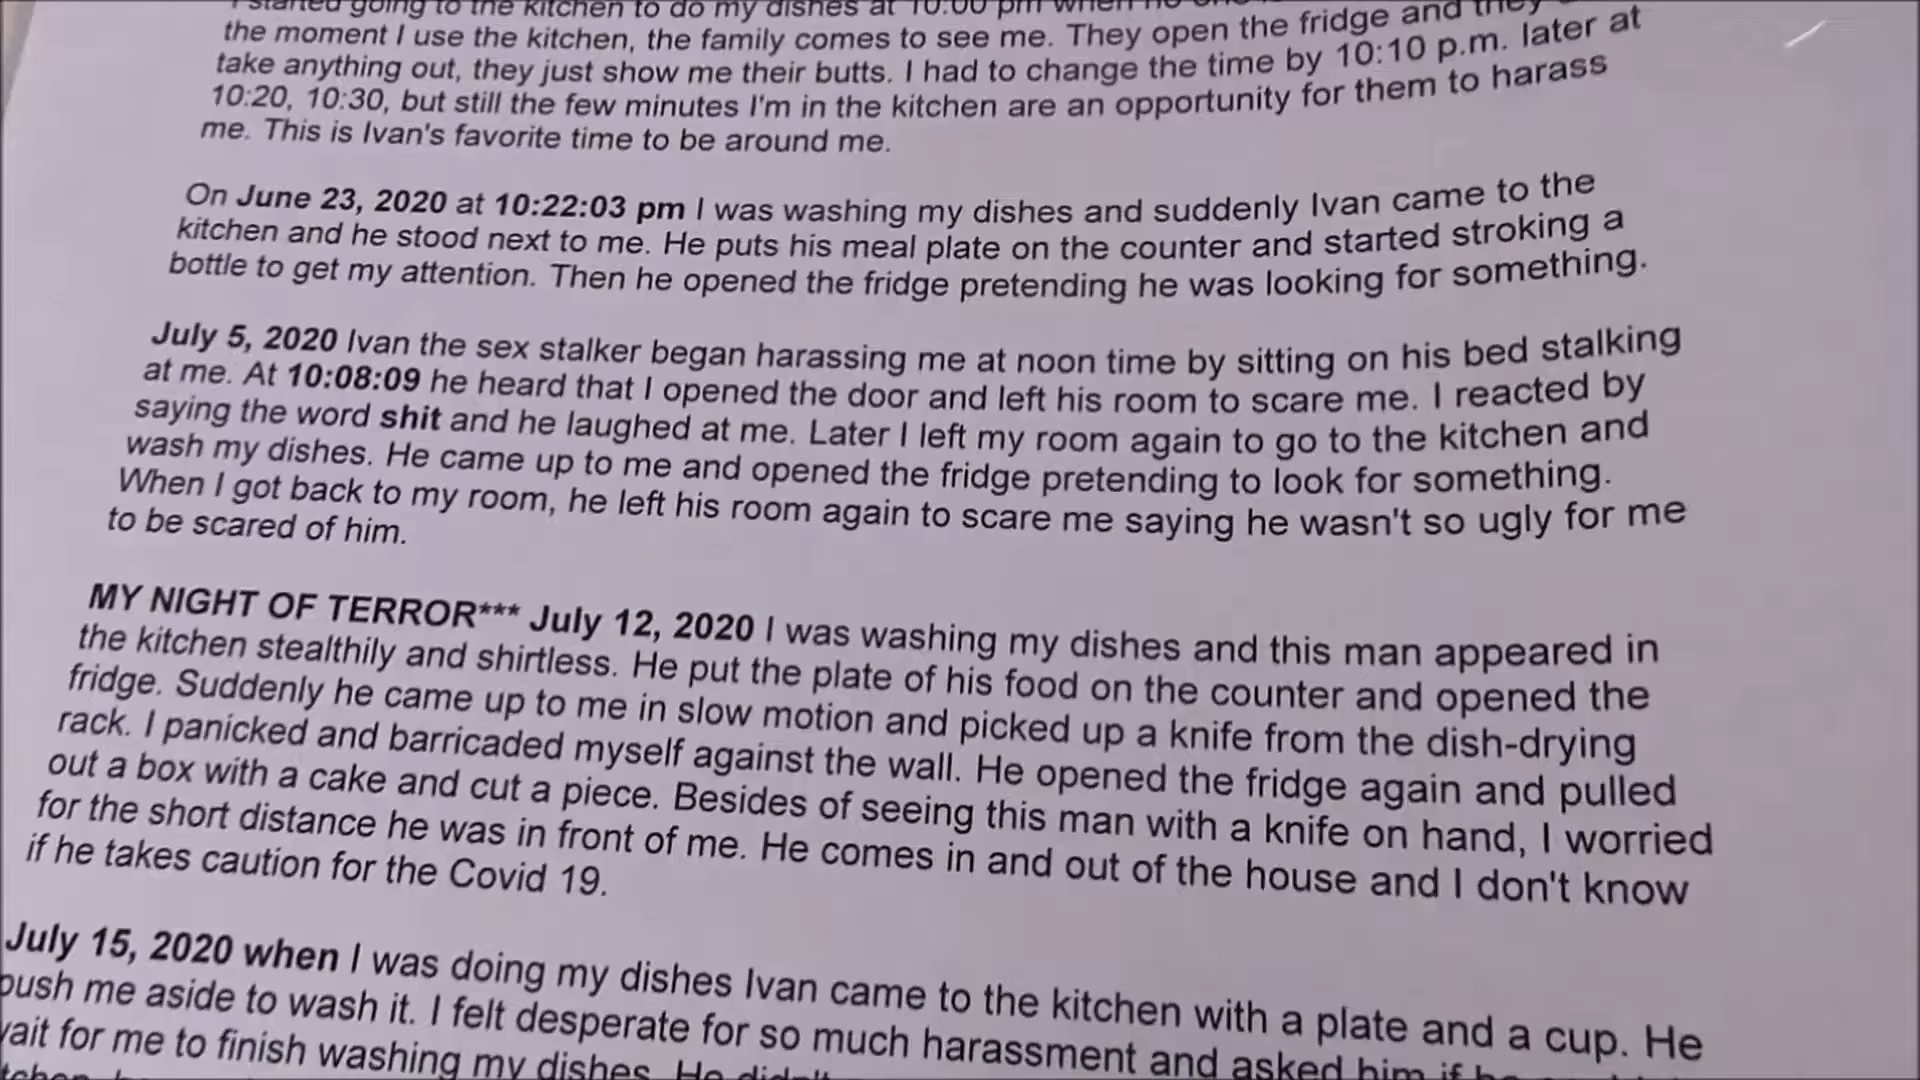 I started going to the kitchen to do my dishes at 10:00 pm when no
the moment I use the kitchen, the family comes to see me. They open the fridge and they
take anything out, they just show me their butts. I had to change the time by 10:10 p.m. later at
10:20, 10:30, but still the few minutes I'm in the kitchen are an opportunity for them to harass
me. This is Ivan's favorite time to be around me.
On June 23, 2020 at 10:22:03 pm I was washing my dishes and suddenly Ivan came to the
kitchen and he stood next to me. He puts his meal plate on the counter and started stroking a
bottle to get my attention. Then he opened the fridge pretending he was looking for something.
July 5, 2020 Ivan the sex stalker began harassing me at noon time by sitting on his bed stalking
at me. At 10:08:09 he heard that I opened the door and left his room to scare me. I reacted by
saying the word shit and he laughed at me. Later I left my room again to go to the kitchen and
wash my dishes. He came up to me and opened the fridge pretending to look for something.
When I got back to my room, he left his room again to scare me saying he wasn't so ugly for me
to be scared of him.
MY NIGHT OF TERROR*** July 12, 2020 I was washing my dishes and this man appeared in
the kitchen stealthily and shirtless. He put the plate of his food on the counter and opened the
fridge. Suddenly he came up to me in slow motion and picked up a knife from the dish-drying
rack. I panicked and barricaded myself against the wall. He opened the fridge again and pulled
out a box with a cake and cut a piece. Besides of seeing this man with a knife on hand, I worried
for the short distance he was in front of me. He comes in and out of the house and I don't know
if he takes caution for the Covid 19.
July 15, 2020 when I was doing my dishes Ivan came to the kitchen with a plate and a cup. He
push me aside to wash it. I felt desperate for so much harassment and asked him if he
wait for me to finish washing my dishes. He didn't